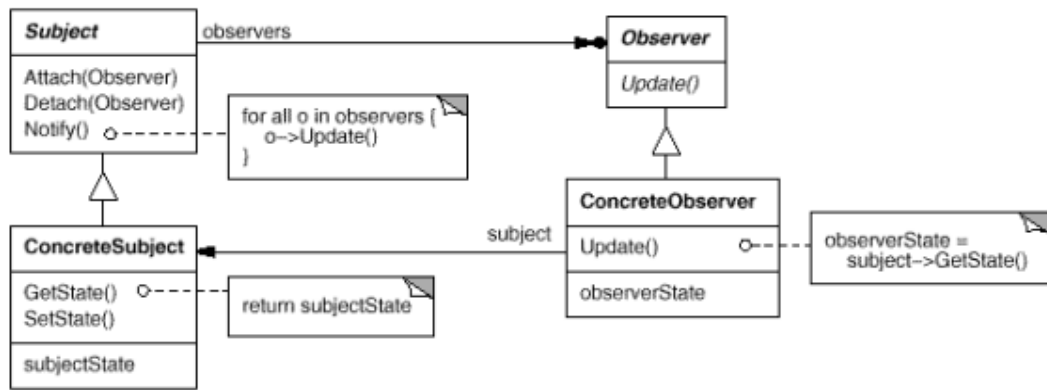 Subject
observers
Observer
Attach(Observer)
Detach(Observer)
Notify()
Update()
for all o in observers {
o->Update()
}
ConcreteSubject
subject
ConcreteObserver
GetState()
SetState()
return subjectState
Update()
observerState =
subject->GetState()
subjectState
observerState